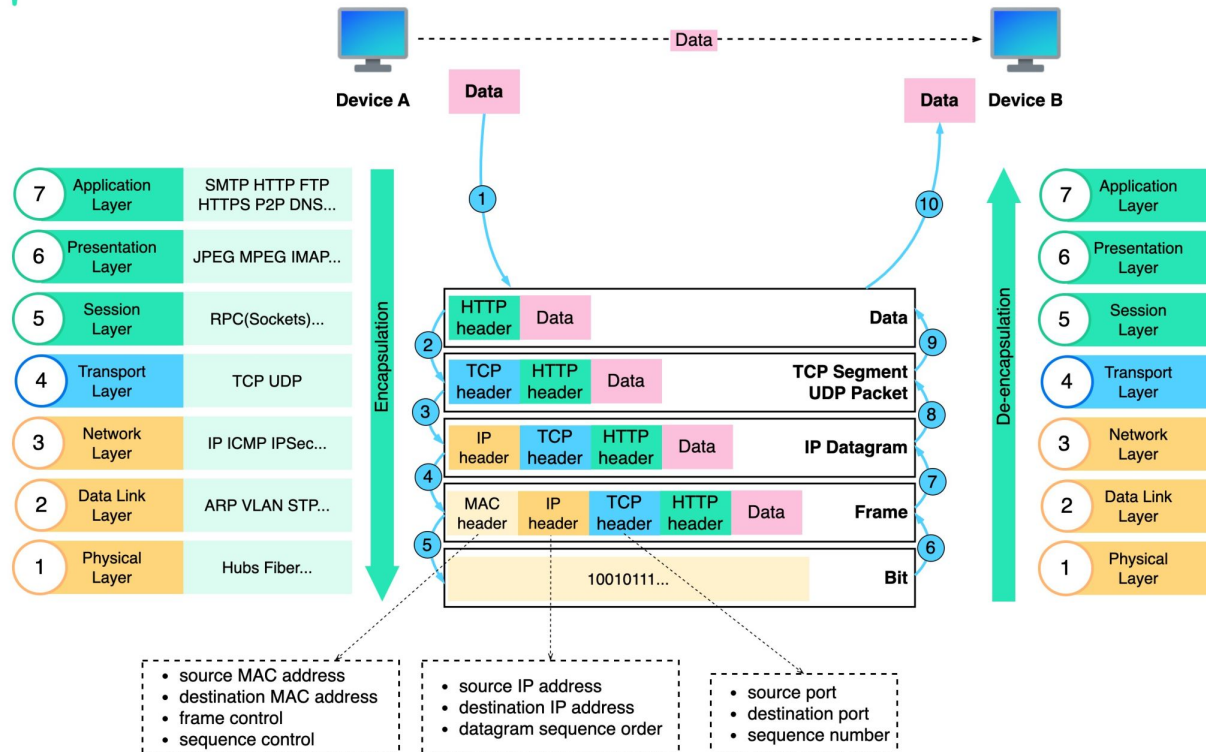 Data
Device A
Data
Data
Device B
7
Application
Layer
SMTP HTTP FTP
HTTPS P2P DNS...
6
Presentation
Layer
JPEG MPEG IMAP...
5
Session
Layer
RPC(Sockets)...
4
Transport
Layer
TCP UDP
3
Network
Layer
IP ICMP IPSec...
2
Data Link
Layer
ARP VLAN STP...
1
Physical
Layer
Hubs Fiber...
Encapsulation
1
10
HTTP
header
Data
Data
2
9
TCP
header
HTTP
header
Data
TCP Segment
UDP Packet
3
8
IP
header
TCP
header
HTTP
header
Data
IP Datagram
4
7
MAC
header
IP
header
TCP
header
HTTP
header
Data
Frame
5
6
10010111...
Bit
De-encapsulation
7
Application
Layer
6
Presentation
Layer
5
Session
Layer
4
Transport
Layer
3
Network
Layer
2
Data Link
Layer
1
Physical
Layer
• source MAC address
• destination MAC address
• frame control
• sequence control
• source IP address
• destination IP address
• datagram sequence order
• source port
• destination port
• sequence number